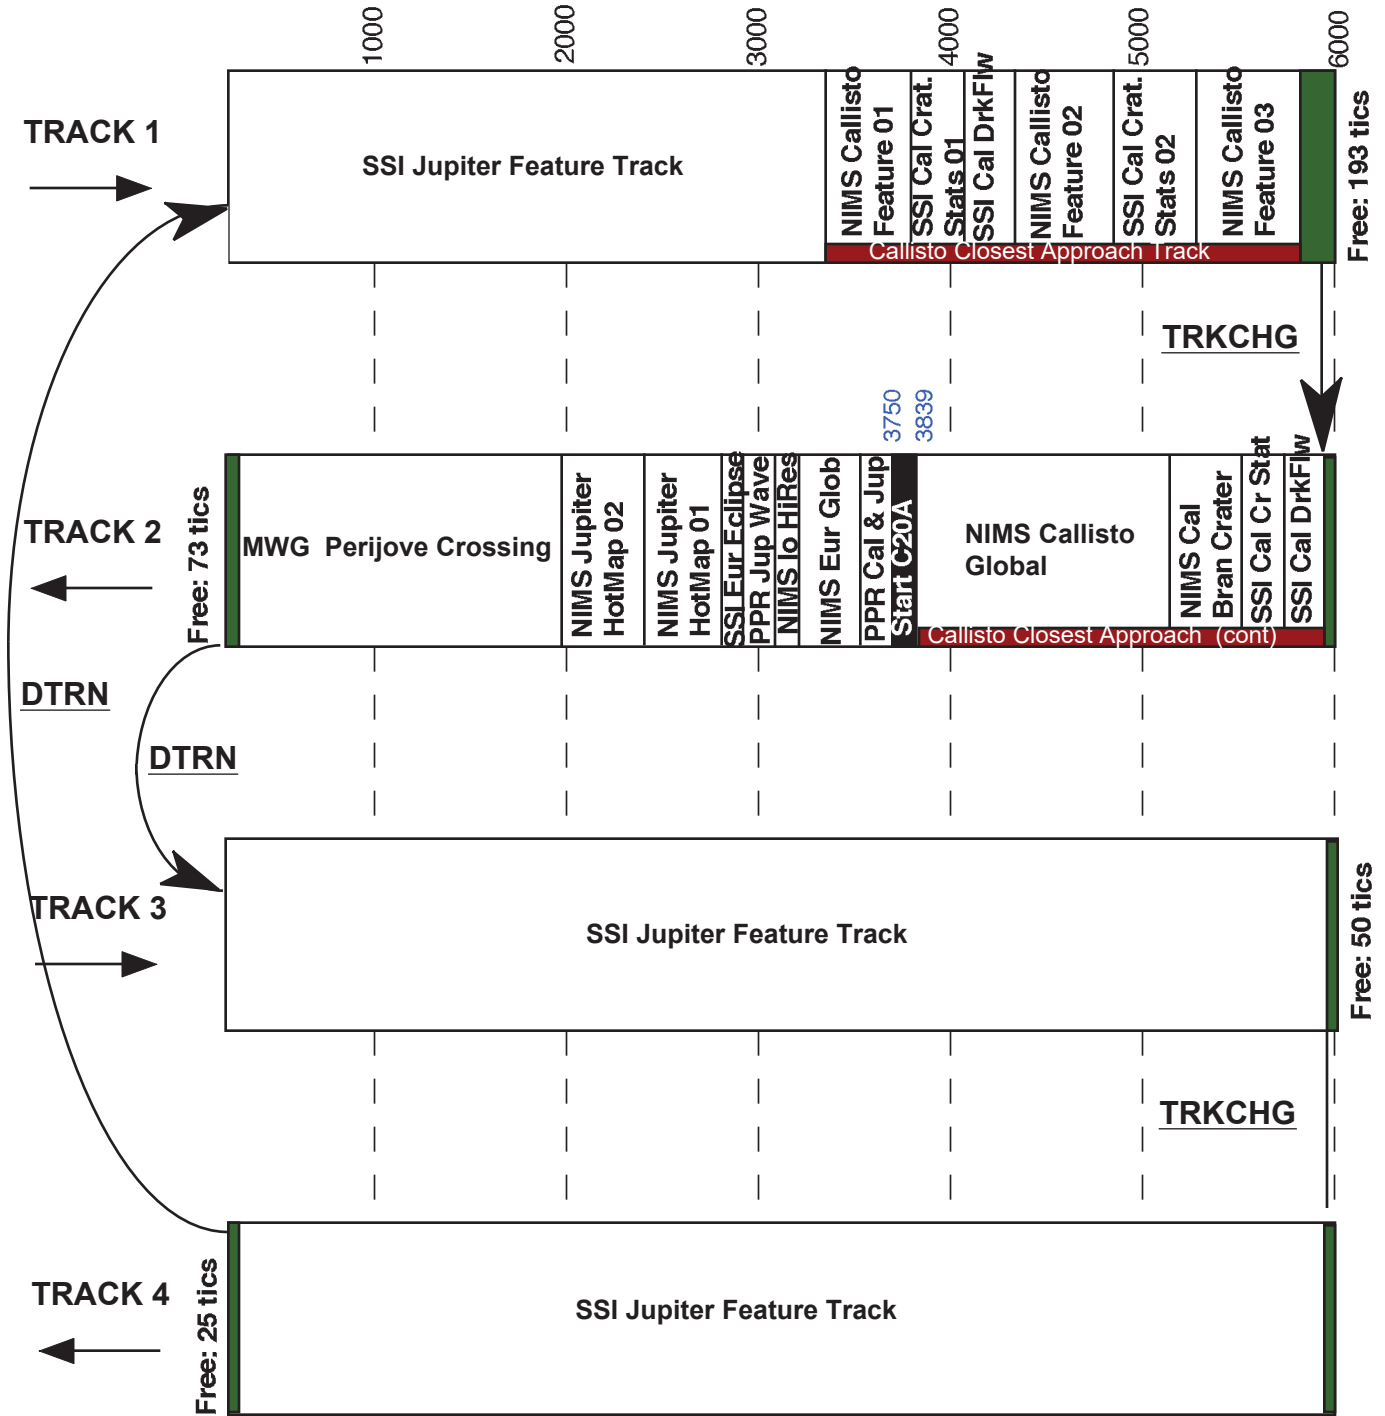 1000
2000
3000
4000
5000
6000
TRACK 1
SSI Jupiter Feature Track
NIMS Callisto
Feature 01
SSI Cal Crat.
Stats 01
SSI Cal DrkFlw
NIMS Callisto
Feature 02
SSI Cal Crat.
Stats 02
NIMS Callisto
Feature 03
Free: 193 tics
Callisto Closest Approach Track
TRKCHG
3750
3839
TRACK 2
Free: 73 tics
MWG Perijove Crossing
NIMS Jupiter
HotMap 02
NIMS Jupiter
HotMap 01
SSI Eur Eclipse
PPR Jup Wave
NIMS Io HiRes
NIMS Eur Glob
PPR Cal & Jup
Start C20A
NIMS Callisto
Global
NIMS Cal
Bran Crater
SSI Cal Cr Stat
SSI Cal DrkFlw
Callisto Closest Approach (cont)
DTRN
DTRN
TRACK 3
SSI Jupiter Feature Track
Free: 50 tics
TRKCHG
TRACK 4
Free: 25 tics
SSI Jupiter Feature Track